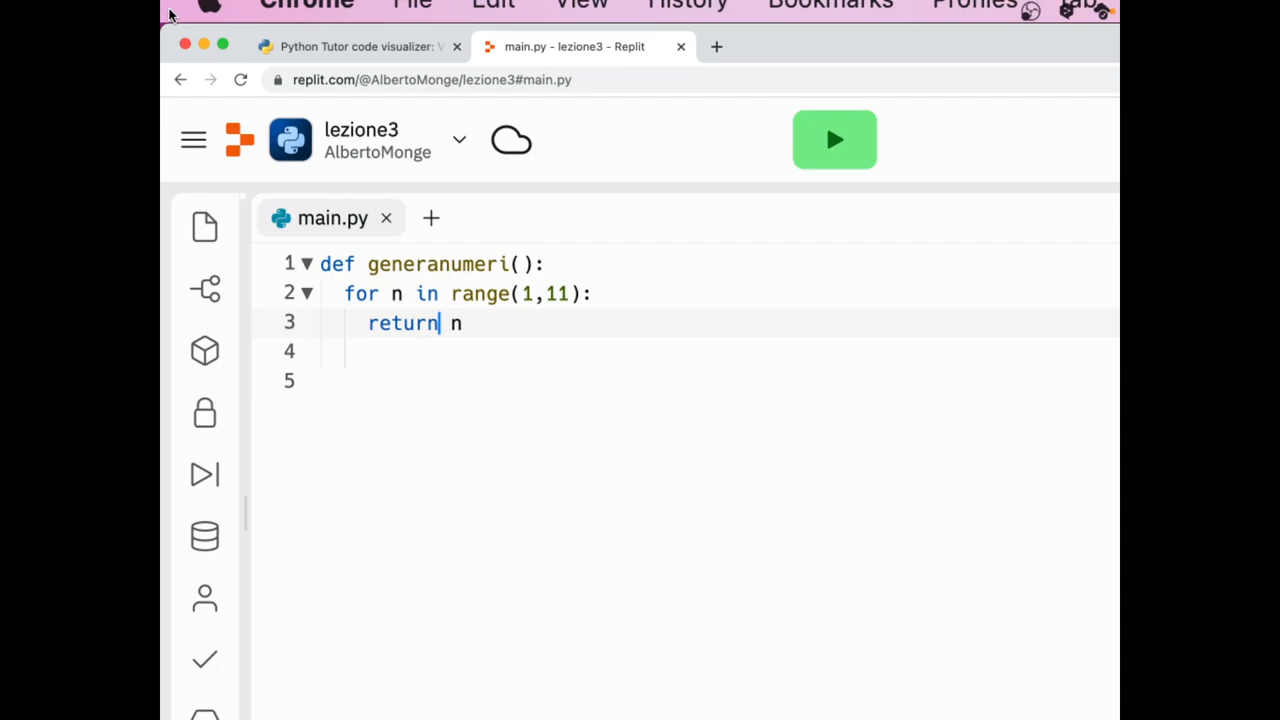 Chrome File Edit View History Bookmarks Profiles Tab
Python Tutor code visualizer: V
main.py - lezione3 - Replit
replit.com/@AlbertoMonge/lezione3#main.py
lezione3
AlbertoMonge
main.py
1 def generanumeri():
2 for n in range(1,11):
3 return n
4
5